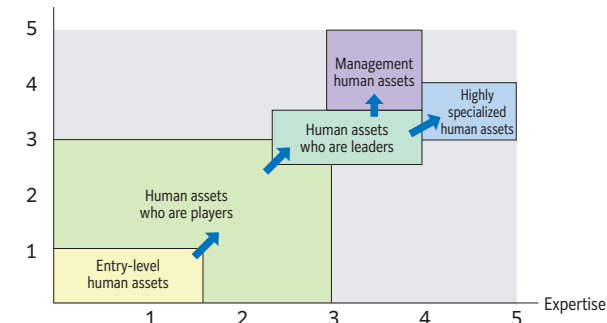 5
4
3
2
1
Management
human assets
Highly
specialized
human assets
Human assets
who are leaders
Human assets
who are players
Entry-level
human assets
Expertise
1
2
3
4
5